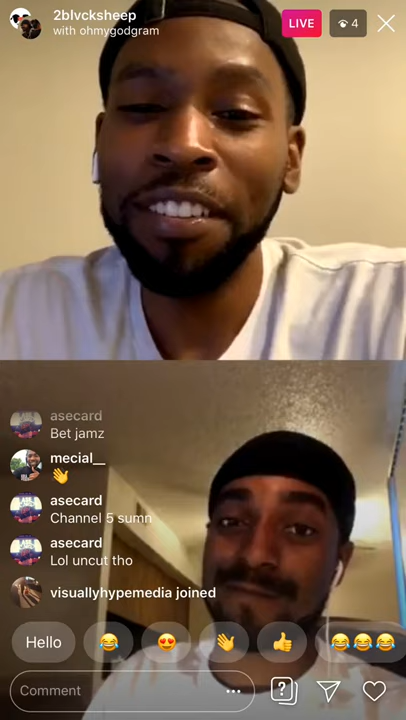 2blvcksheep
LIVE
4
with ohmygodgram
asecard
Bet jamz
mecial__
👋
asecard
Channel 5 sumn
asecard
Lol uncut tho
visuallyhypemedia joined
Hello 😂 😍 👋 👍 😂😂😂
Comment
?